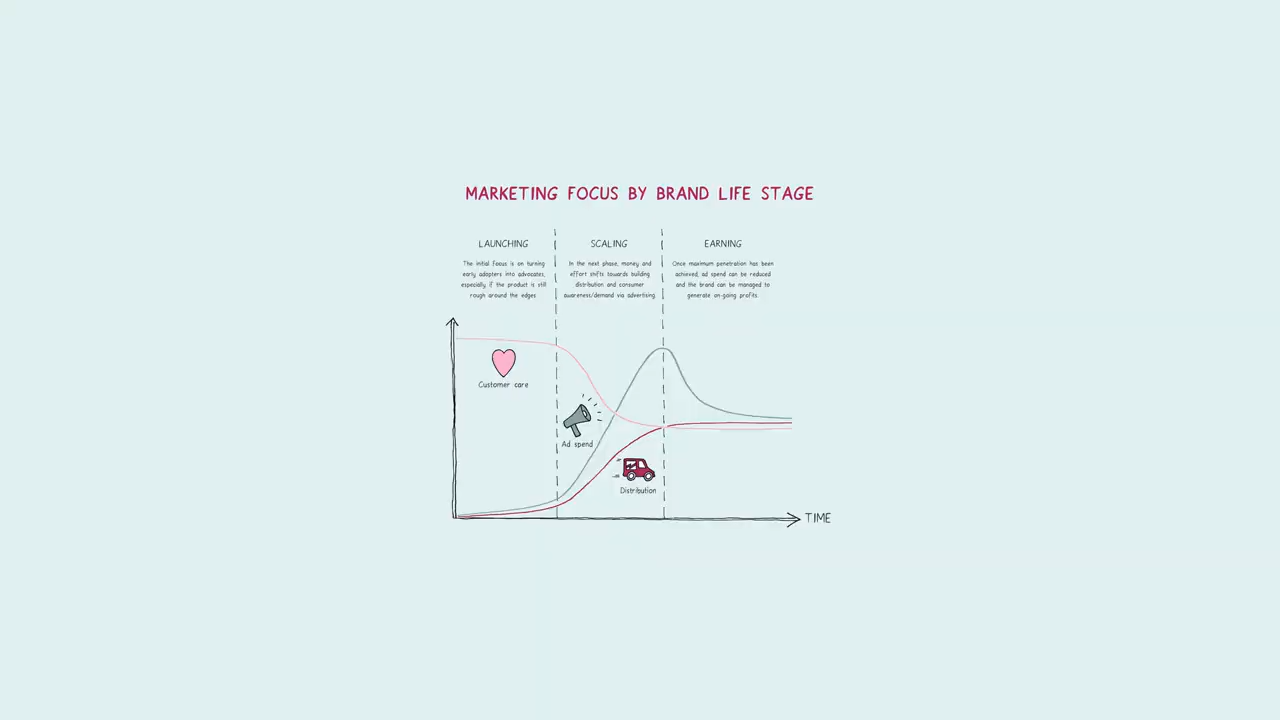 MARKETING FOCUS BY BRAND LIFE STAGE
LAUNCHING
The initial focus is on turning
early adopters into advocates,
especially if the product is still
rough around the edges
SCALING
In the next phase, money and
effort shifts towards building
distribution and consumer
awareness/demand via advertising.
EARNING
Once maximum penetration has been
achieved, ad spend can be reduced
and the brand can be managed to
generate on-going profits.
Customer care
Ad spend
Distribution
TIME